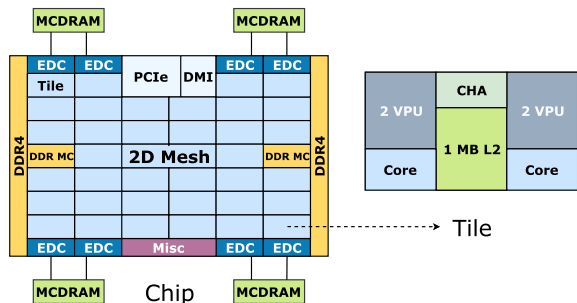 MCDRAM MCDRAM
EDC EDC PCIe DMI EDC EDC
Tile
DDR4 DDR MC 2D Mesh DDR MC DDR4
EDC EDC Misc EDC EDC
MCDRAM Chip MCDRAM
2 VPU CHA 2 VPU
1 MB L2
Core Core
Tile